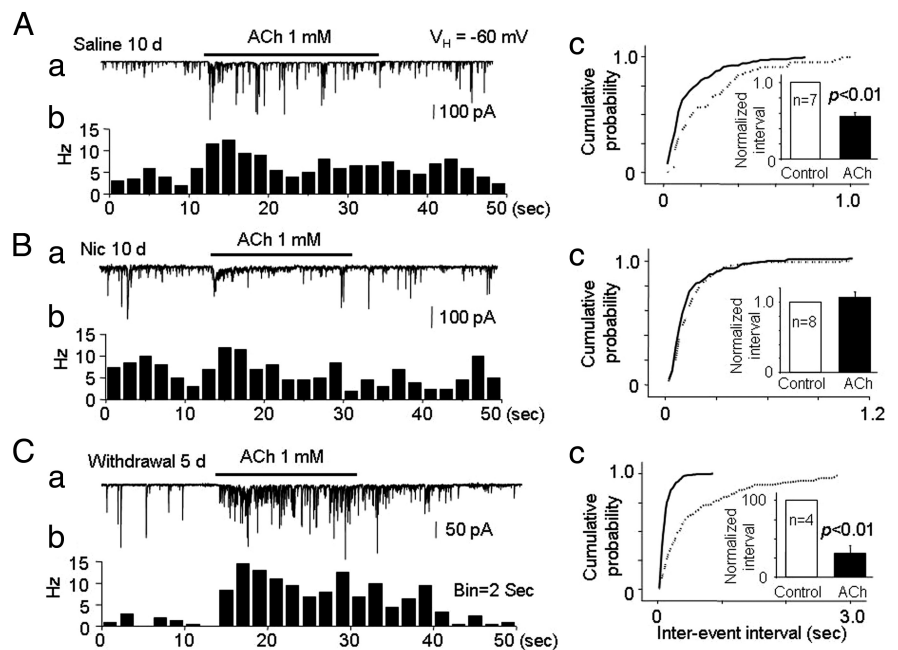 A
Saline 10 d
ACh 1 mM
V_H = -60 mV
a
100 pA
b
Hz
15
10
5
0
0 10 20 30 40 50 (sec)
c
Cumulative
probability
1.0
0
0 1.0
Normalized
interval
1.0
0
n=7
p<0.01
Control ACh
B
a
Nic 10 d
ACh 1 mM
100 pA
b
Hz
15
10
5
0
0 10 20 30 40 50 (sec)
c
Cumulative
probability
1.0
0
0 1.2
Normalized
interval
1.0
0
n=8
Control ACh
C
a
Withdrawal 5 d
ACh 1 mM
50 pA
b
Hz
15
10
5
0
Bin=2 Sec
0 10 20 30 40 50 (sec)
c
Cumulative
probability
1.0
0
0 3.0
Inter-event interval (sec)
Normalized
interval
100
0
n=4
p<0.01
Control ACh